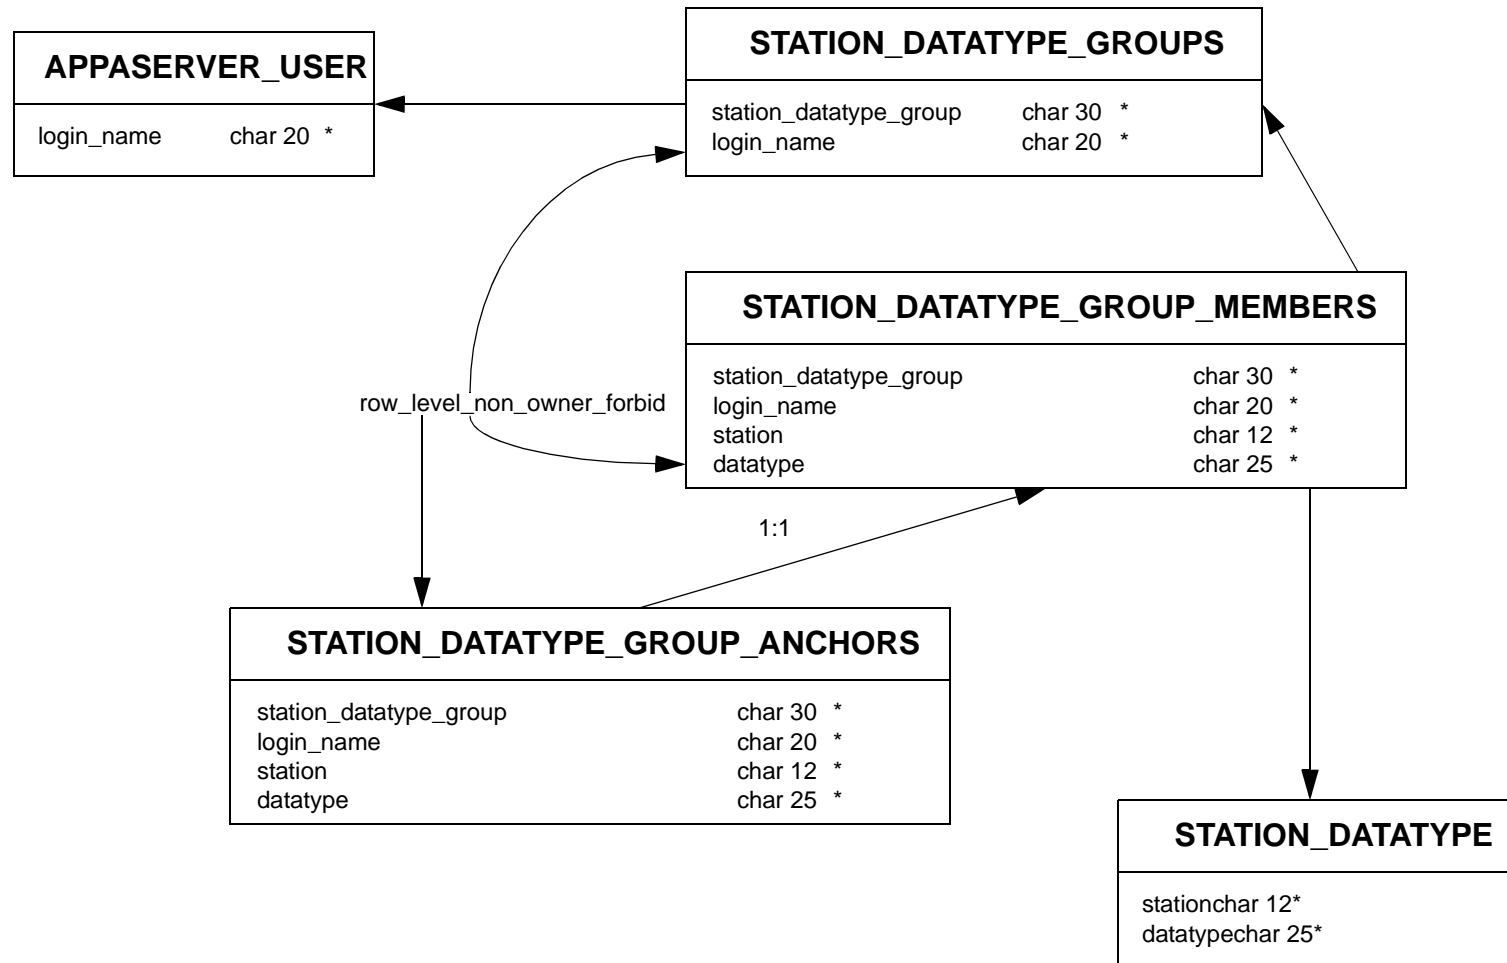 APPASERVER_USER
login_name char 20 *
STATION_DATATYPE_GROUPS
station_datatype_group char 30 *
login_name char 20 *
STATION_DATATYPE_GROUP_MEMBERS
station_datatype_group char 30 *
login_name char 20 *
station char 12 *
datatype char 25 *
row_level_non_owner_forbid
1:1
STATION_DATATYPE_GROUP_ANCHORS
station_datatype_group char 30 *
login_name char 20 *
station char 12 *
datatype char 25 *
STATION_DATATYPE
stationchar 12*
datatypechar 25*